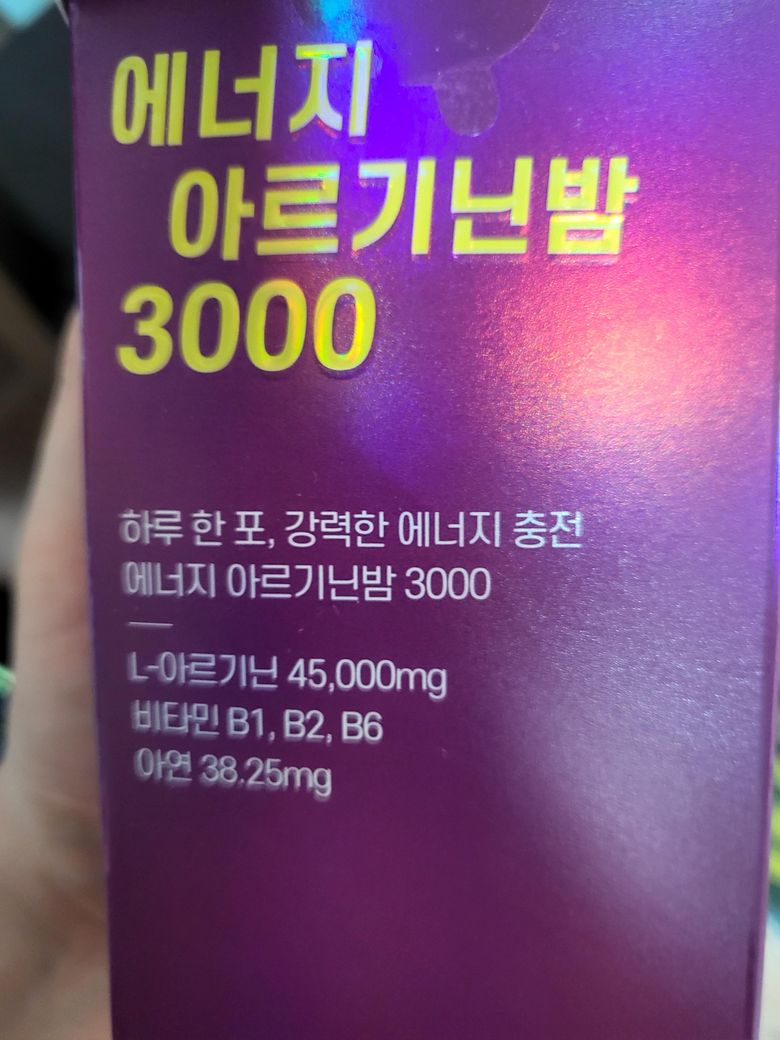 에너지
아르기닌밤
3000
하루 한 포, 강력한 에너지 충전
에너지 아르기닌밤 3000
L-아르기닌 45,000mg
비타민 B1, B2, B6
아연 38.25mg